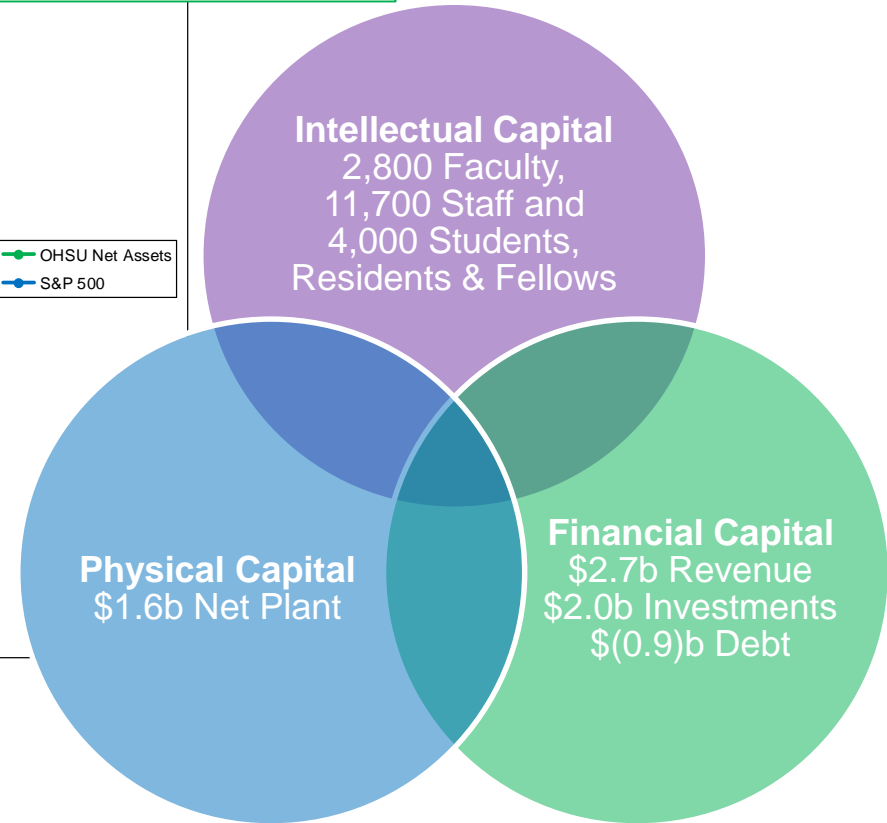 Intellectual Capital
2,800 Faculty,
11,700 Staff and
4,000 Students,
Residents & Fellows
OHSU Net Assets
S&P 500
Physical Capital
$1.6b Net Plant
Financial Capital
$2.7b Revenue
$2.0b Investments
$(0.9)b Debt